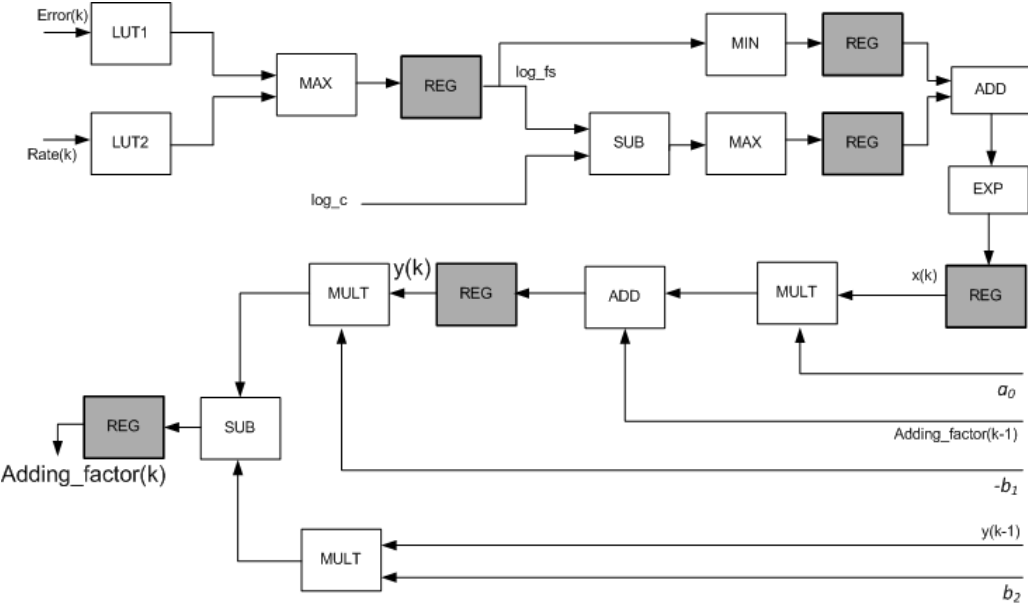 Error(k)
LUT1
MIN
REG
MAX
REG
log_fs
ADD
Rate(k)
LUT2
SUB
MAX
REG
log_c
EXP
MULT
y(k)
REG
ADD
MULT
x(k)
REG
a₀
REG
SUB
Adding_factor(k-1)
Adding_factor(k)
-b₁
MULT
y(k-1)
b₂